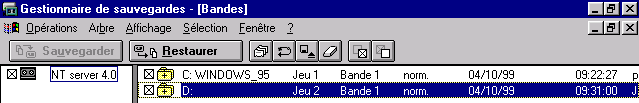 Gestionnaire de sauvegardes - [Bandes]
Opérations Arbre Affichage Sélection Fenêtre ?
Sauvegarder Restaurer
NT server 4.0 C: WINDOWS_95 Jeu 1 Bande 1 norm. 04/10/99 09:22:27
D: Jeu 2 Bande 1 norm. 04/10/99 09:31:00